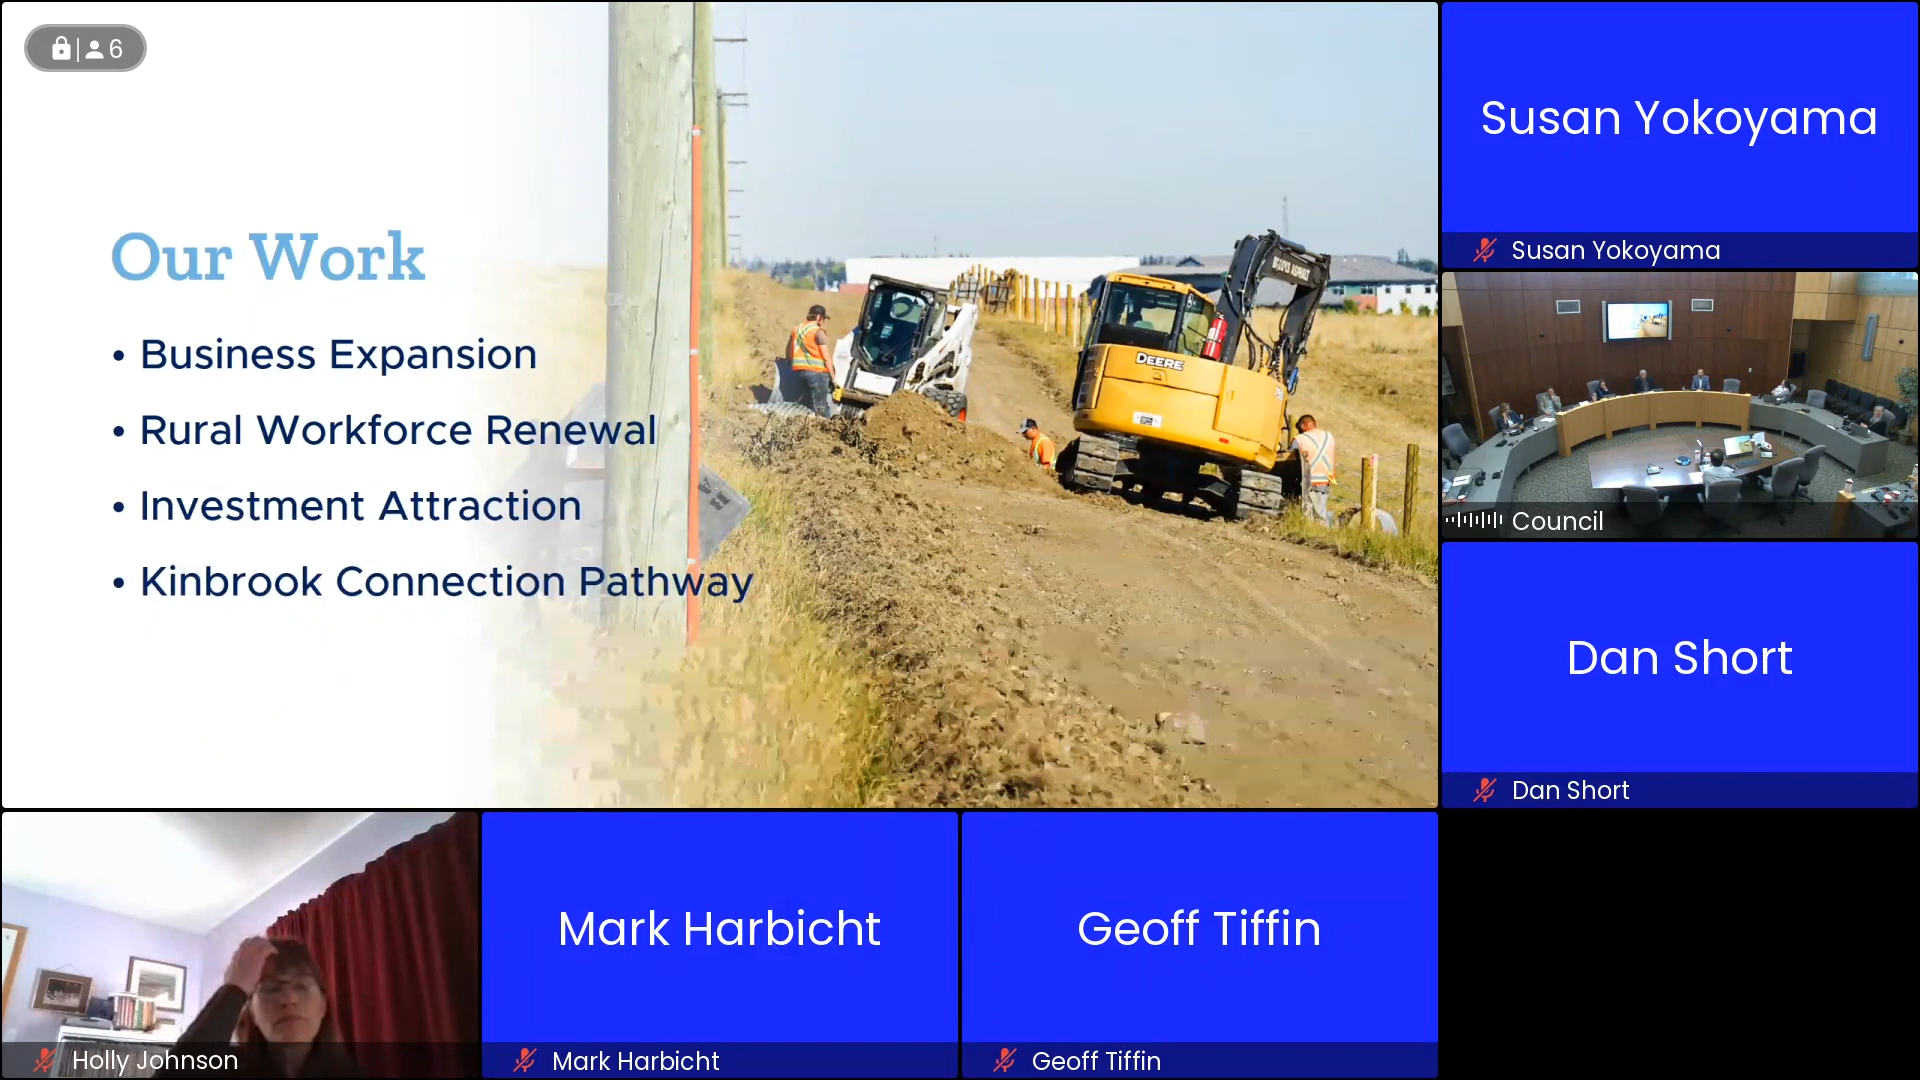 6
Our Work
• Business Expansion
• Rural Workforce Renewal
• Investment Attraction
• Kinbrook Connection Pathway
DEERE
Susan Yokoyama
Susan Yokoyama
Council
Dan Short
Dan Short
Holly Johnson
Mark Harbicht
Mark Harbicht
Geoff Tiffin
Geoff Tiffin